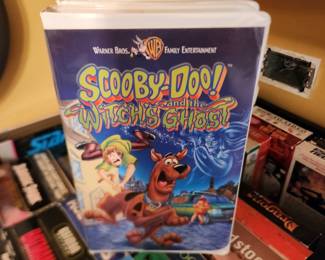 WARNER BROS. WB FAMILY ENTERTAINMENT
SCOOBY-DOO!
and the
WITCH'S GHOST